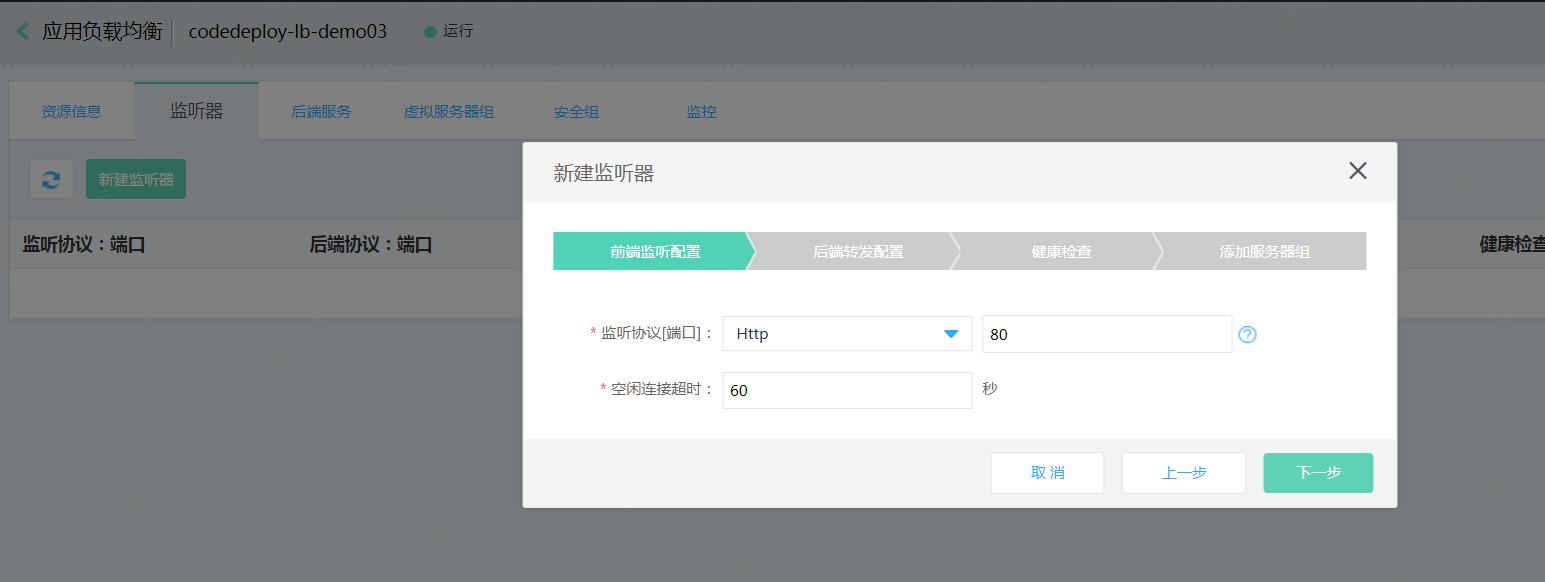 应用负载均衡 codedeploy-lb-demo03 运行
资源信息 监听器 后端服务 虚拟服务器组 安全组 监控
新建监听器
监听协议：端口 后端协议：端口 健康检查
新建监听器
前端监听配置 后端转发配置 健康检查 添加服务器组
* 监听协议[端口]： Http 80 ?
* 空闲连接超时： 60 秒
取 消 上一步 下一步